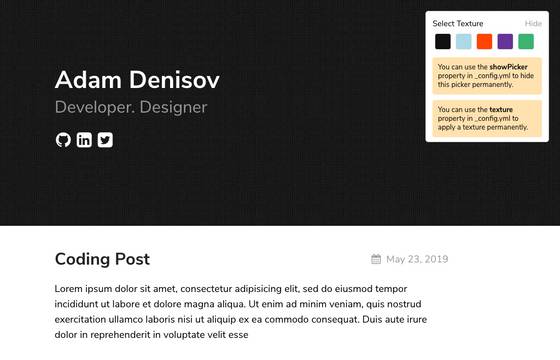 Select Texture
Hide
You can use the showPicker
property in _config.yml to hide
this picker permanently.
You can use the texture
property in _config.yml to
apply a texture permanently.
Adam Denisov
Developer. Designer
Coding Post
May 23, 2019
Lorem ipsum dolor sit amet, consectetur adipisicing elit, sed do eiusmod tempor
incididunt ut labore et dolore magna aliqua. Ut enim ad minim veniam, quis nostrud
exercitation ullamco laboris nisi ut aliquip ex ea commodo consequat. Duis aute irure
dolor in reprehenderit in voluptate velit esse